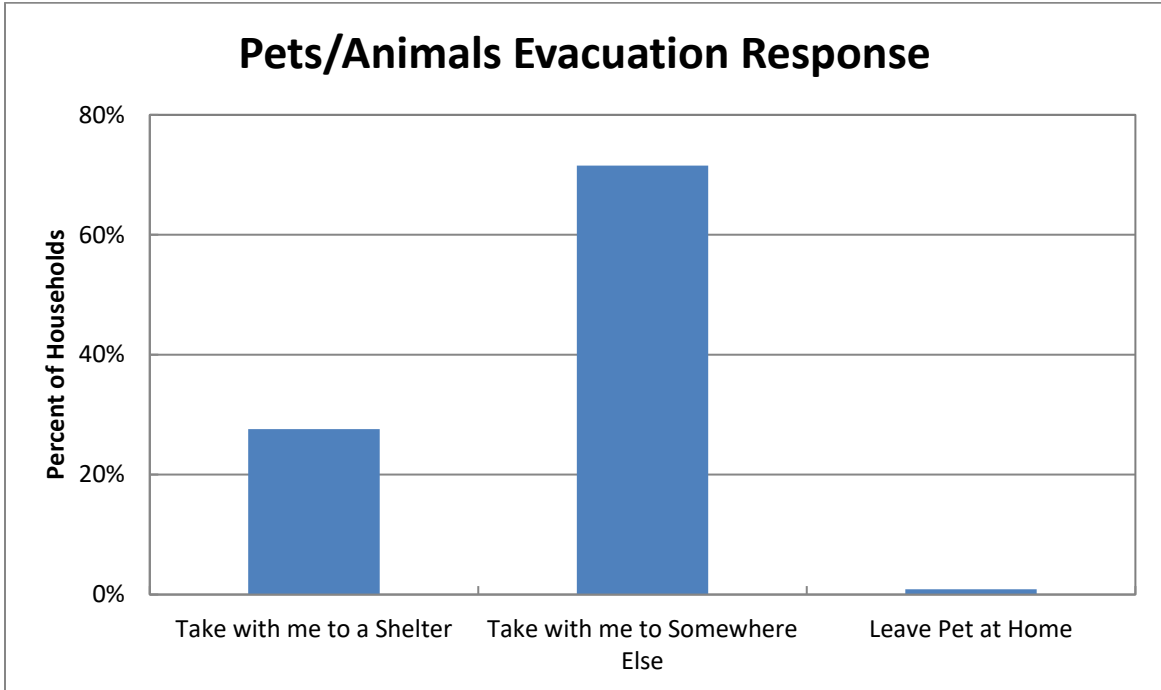 Pets/Animals Evacuation Response
80%
60%
40%
20%
0%
Percent of Households
Take with me to a Shelter
Take with me to Somewhere
Else
Leave Pet at Home